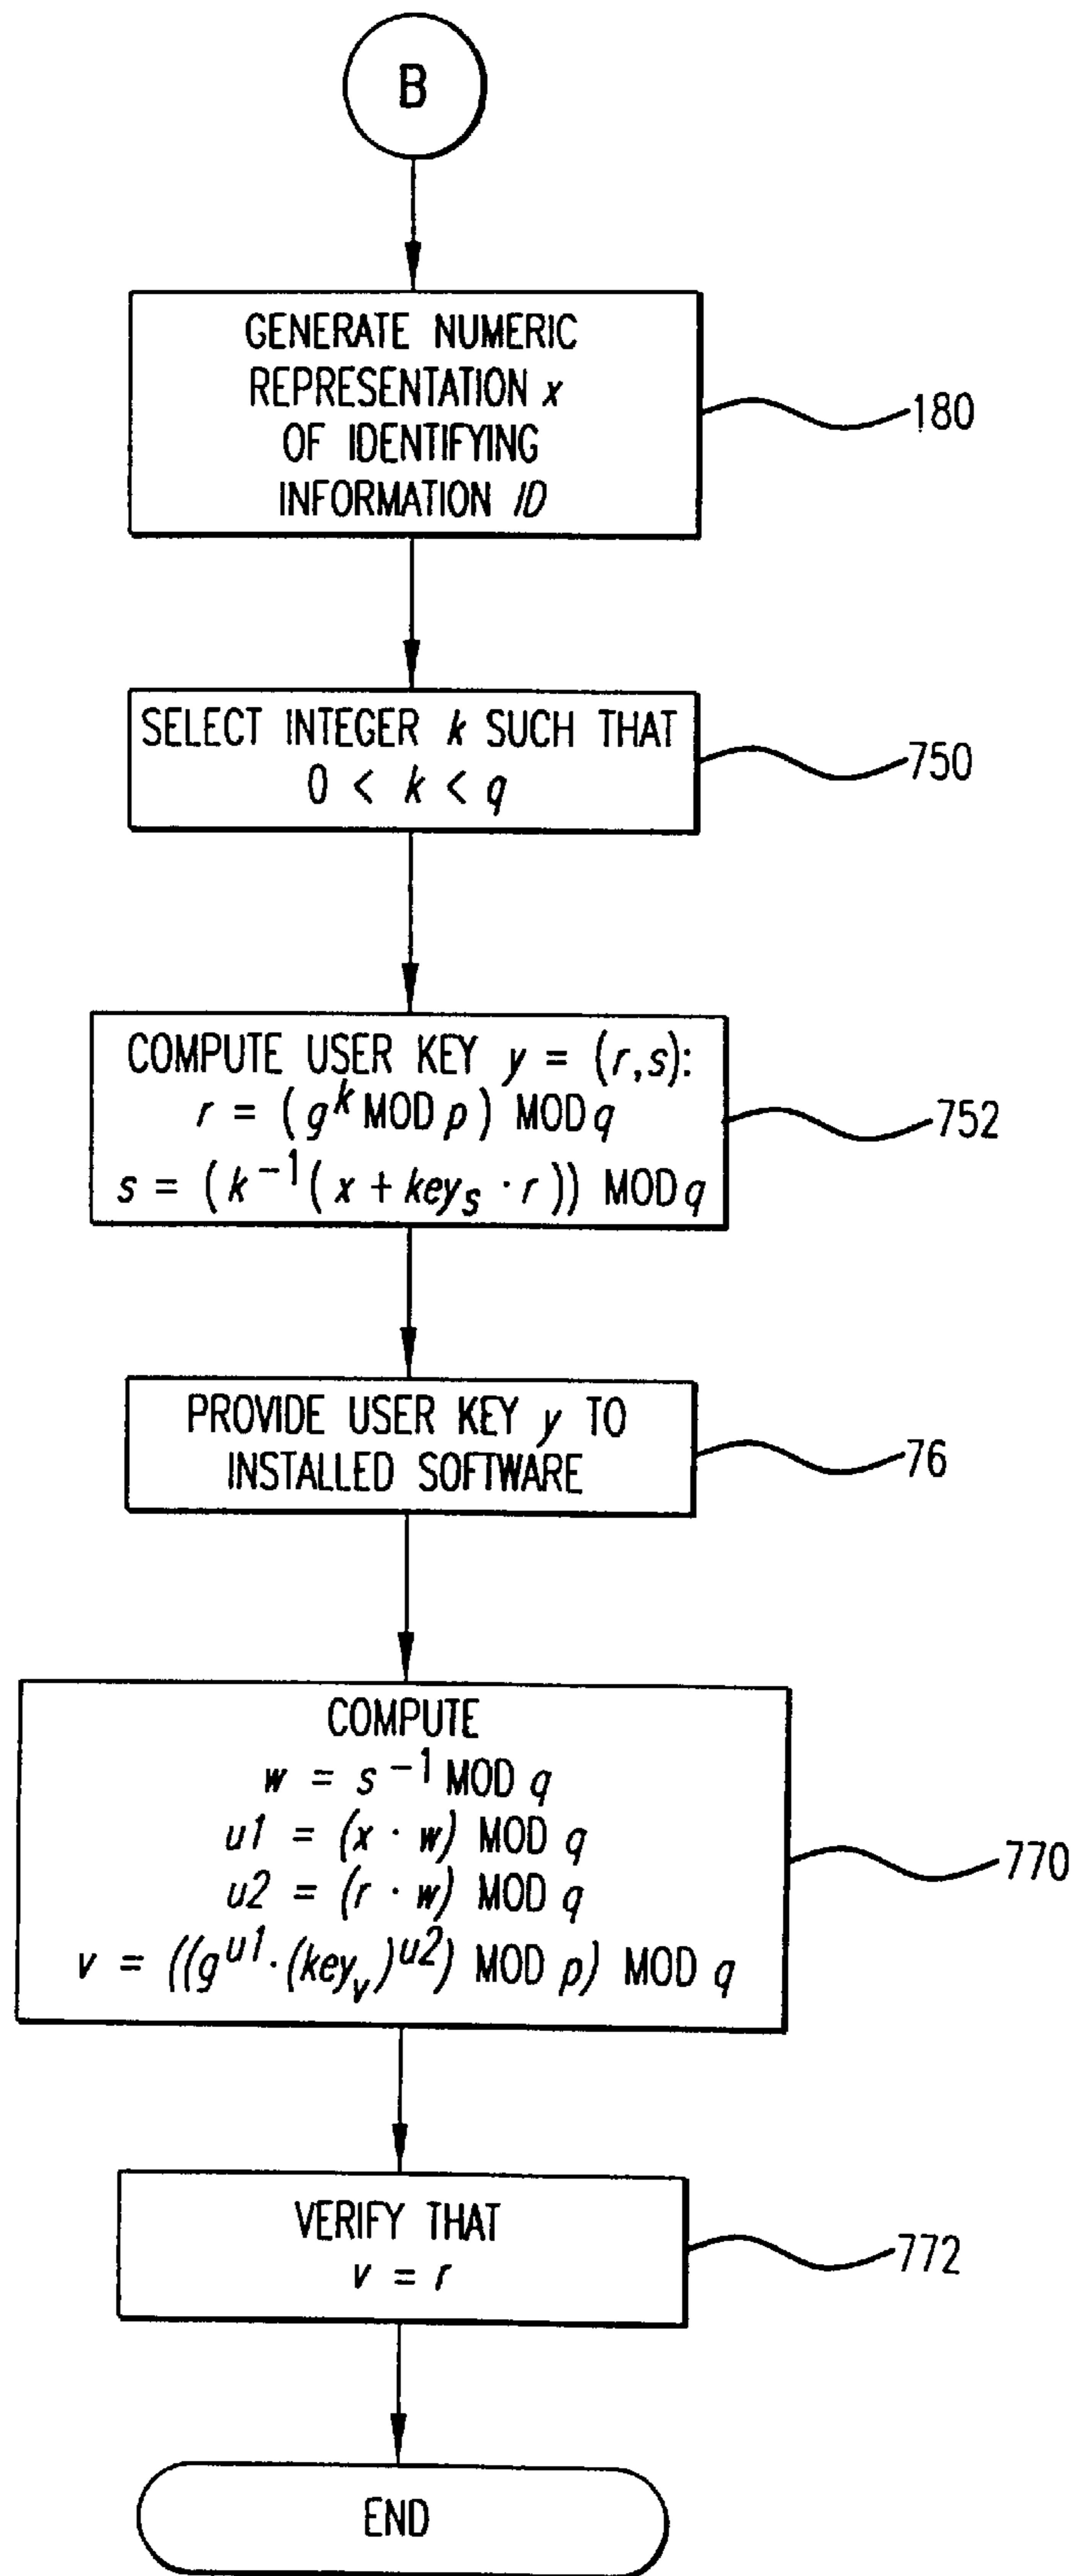 B
GENERATE NUMERIC
REPRESENTATION x
OF IDENTIFYING
INFORMATION ID
180
SELECT INTEGER k SUCH THAT
0 < k < q
750
COMPUTE USER KEY y = (r,s):
r = (g^k MOD p) MOD q
s = (k^-1(x + key_s · r)) MOD q
752
PROVIDE USER KEY y TO
INSTALLED SOFTWARE
76
COMPUTE
w = s^-1 MOD q
u1 = (x · w) MOD q
u2 = (r · w) MOD q
v = ((g^u1 · (key_v)^u2) MOD p) MOD q
770
VERIFY THAT
v = r
772
END